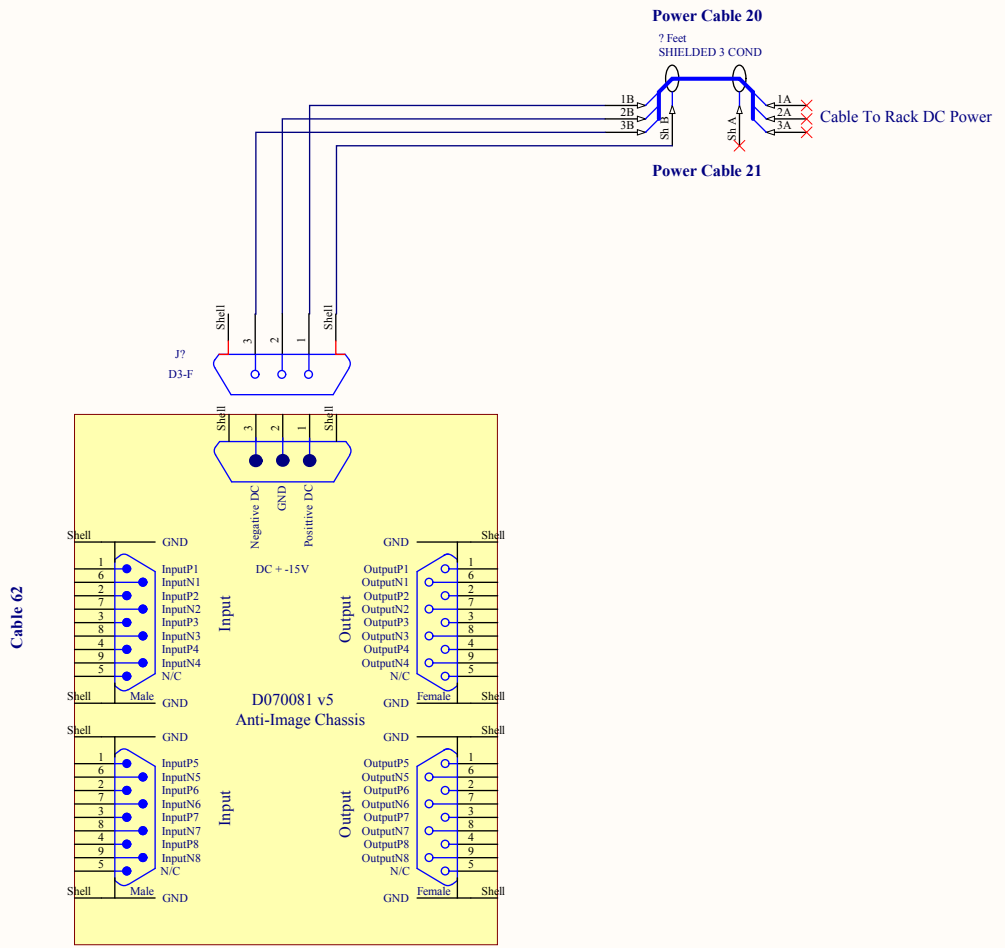 Power Cable 20
? Feet
SHIELDED 3 COND
1B
2B
3B
Sh B
Sh A
1A
2A
3A
Cable To Rack DC Power
Power Cable 21
Shell
3
2
1
Shell
J?
D3-F
Shell
3
2
1
Shell
Negative DC
GND
Posittive DC
DC + -15V
Cable 62
Shell
GND
1
InputP1
6
InputN1
2
InputP2
7
InputN2
3
InputP3
8
InputN3
4
InputP4
9
InputN4
5
N/C
Shell
Male
GND
Input
GND
Shell
OutputP1
1
OutputN1
6
OutputP2
2
OutputN2
7
OutputP3
3
OutputN3
8
OutputP4
4
OutputN4
9
N/C
5
GND
Female
Shell
Output
D070081 v5
Anti-Image Chassis
Shell
GND
1
InputP5
6
InputN5
2
InputP6
7
InputN6
3
InputP7
8
InputN7
4
InputP8
9
InputN8
5
N/C
Shell
Male
GND
Input
GND
Shell
OutputP5
1
OutputN5
6
OutputP6
2
OutputN6
7
OutputP7
3
OutputN7
8
OutputP8
4
OutputN8
9
N/C
5
GND
Female
Shell
Output